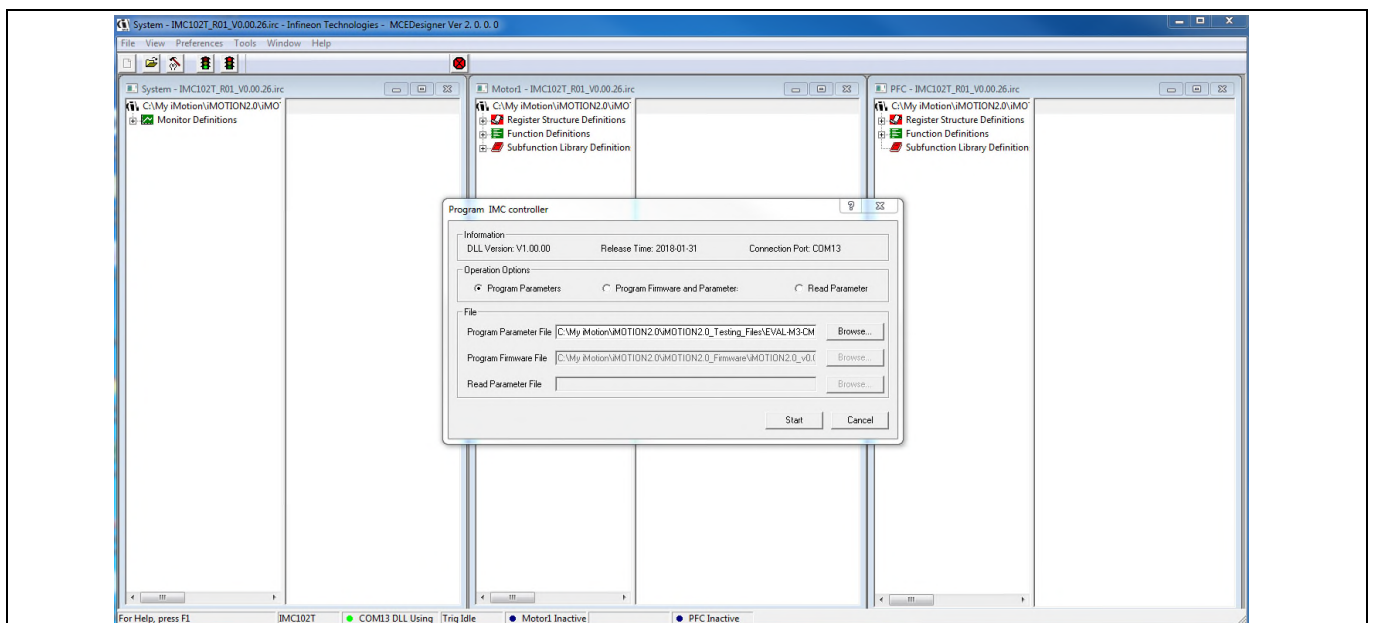 System - IMC102T_R01_V0.00.26.irc - Infineon Technologies - MCEDesigner Ver 2. 0. 0. 0
File View Preferences Tools Window Help
System - IMC102T_R01_V0.00.26.irc
C:\My iMotion\iMOTION2.0\iMO
Monitor Definitions
Motor1 - IMC102T_R01_V0.00.26.irc
C:\My iMotion\iMOTION2.0\iMO
Register Structure Definitions
Function Definitions
Subfunction Library Definition
PFC - IMC102T_R01_V0.00.26.irc
C:\My iMotion\iMOTION2.0\iMO
Register Structure Definitions
Function Definitions
Subfunction Library Definition
Program IMC controller
Information
DLL Version: V1.00.00 Release Time: 2018-01-31 Connection Port: COM13
Operation Options
Program Parameters Program Firmware and Parameter: Read Parameter
File
Program Parameter File C:\My iMotion\iMOTION2.0\iMOTION2.0_Testing_Files\EVAL-M3-CM Browse...
Program Firmware File C:\My iMotion\iMOTION2.0\iMOTION2.0_Firmware\iMOTION2.0_v0.( Browse...
Read Parameter File Browse...
Start Cancel
For Help, press F1 IMC102T COM13 DLL Using Trig Idle Motor1 Inactive PFC Inactive